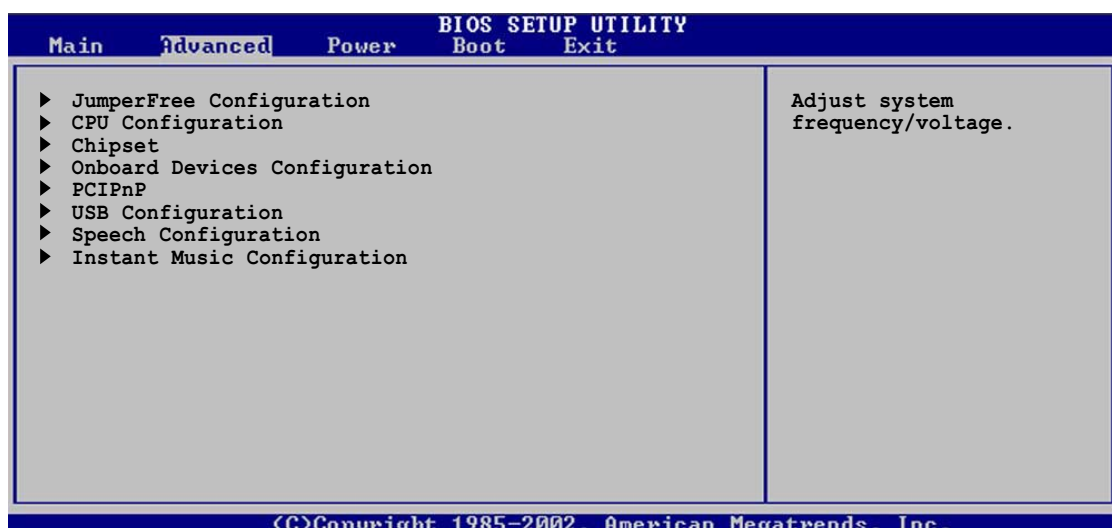 BIOS SETUP UTILITY
Main Advanced Power Boot Exit
JumperFree Configuration
CPU Configuration
Chipset
Onboard Devices Configuration
PCIPnP
USB Configuration
Speech Configuration
Instant Music Configuration
Adjust system
frequency/voltage.
(C)Copyright 1985-2002, American Megatrends, Inc.